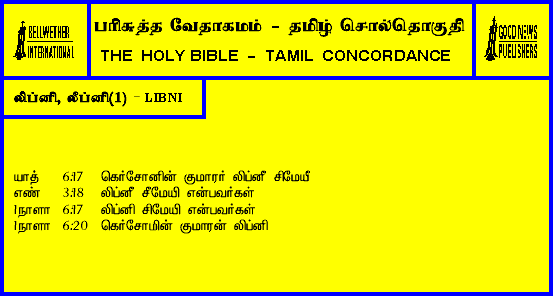 BELLWETHER
INTERNATIONAL
பரிசுத்த வேதாகமம் - தமிழ் சொல்தொகுதி
THE HOLY BIBLE - TAMIL CONCORDANCE
GOOD NEWS
PUBLISHERS
லிப்னி, லீப்னி(1) - LIBNI
யாத் 6:17 கெர்சோனின் குமாரர் லிப்னீ சிமேயீ
எண் 3:18 லிப்னீ சீமேயி என்பவர்கள்
1நாளா 6:17 லிப்னி சிமேயி என்பவர்கள்
1நாளா 6:20 கெர்சோமின் குமாரன் லிப்னி